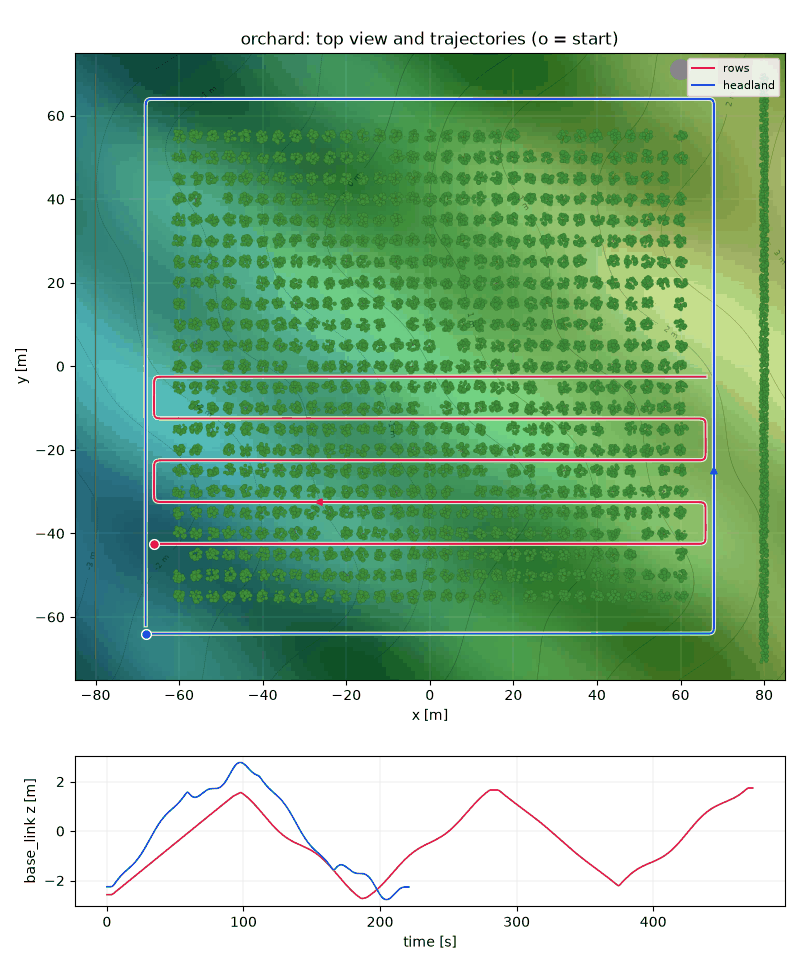 orchard: top view and trajectories (o = start)
rows
headland
y [m]
60
40
20
0
−20
−40
−60
−80 −60 −40 −20 0 20 40 60 80
x [m]
base_link z [m]
2
0
−2
0 100 200 300 400
time [s]